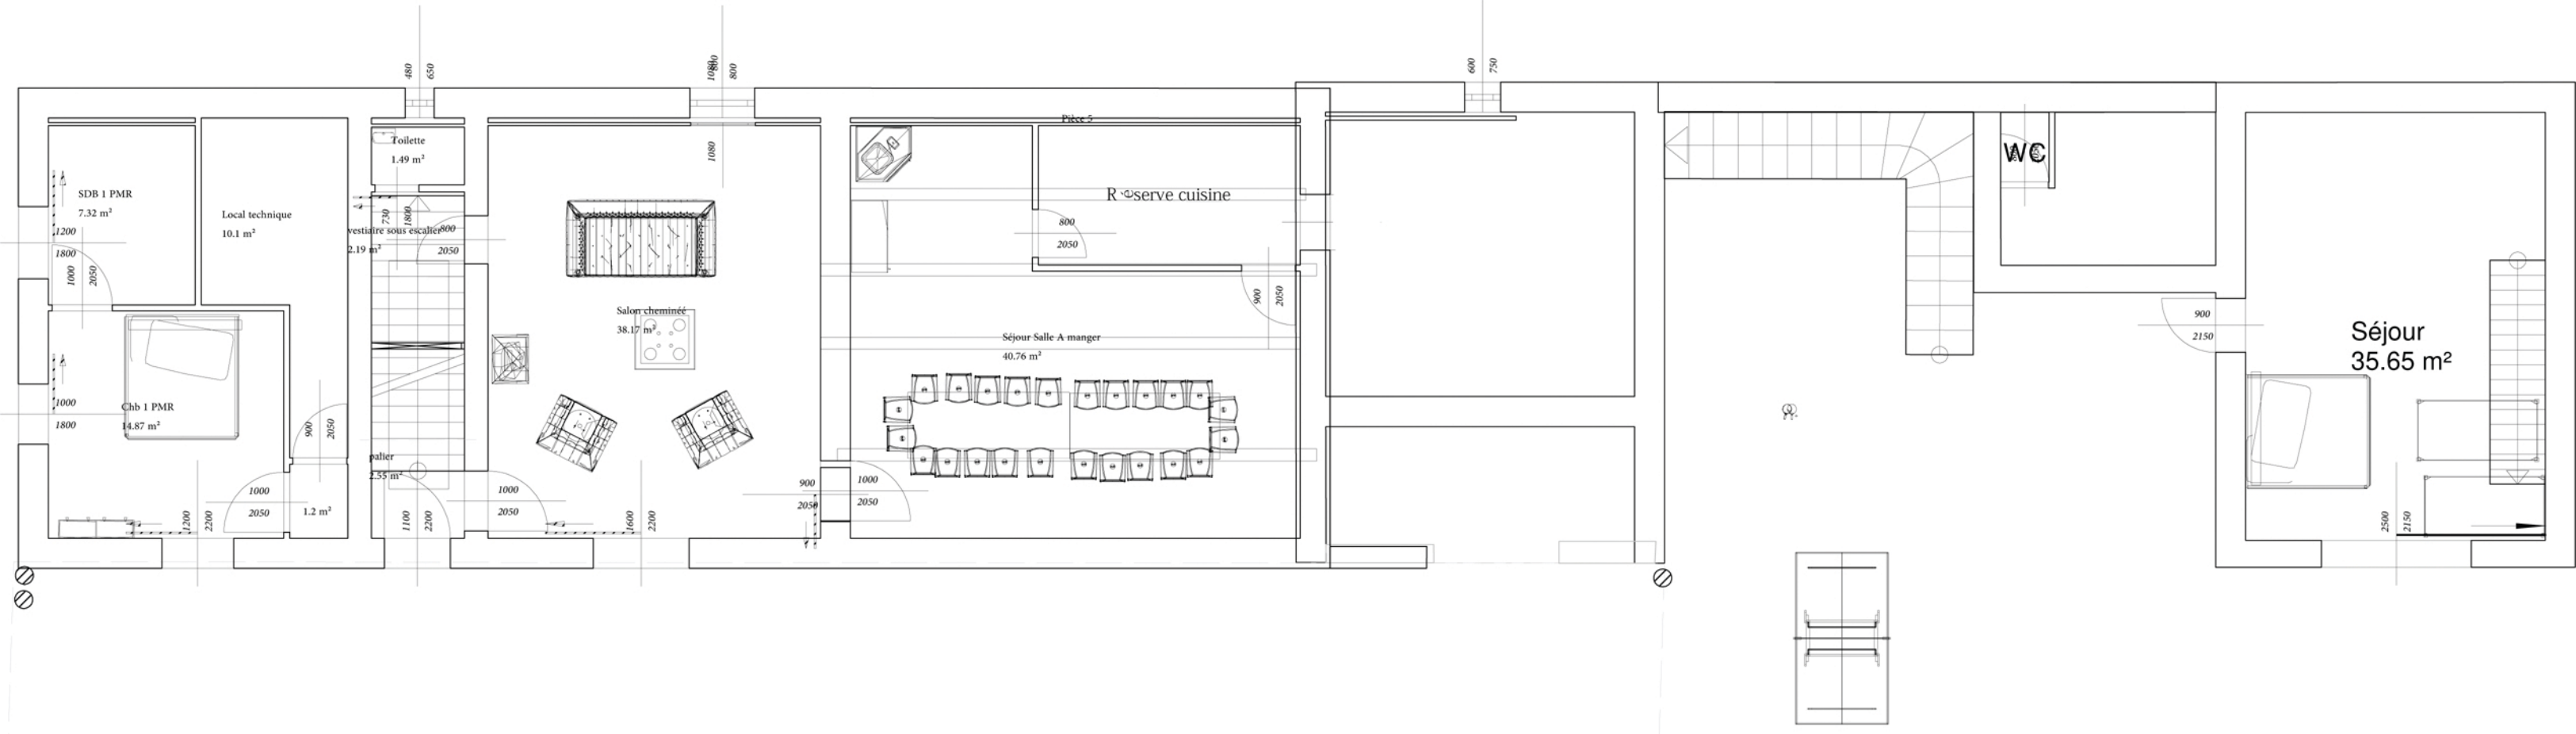 480
650
1080
800
800
600
750
Toilette
1.49 m²
1080
Pièce 5
WC
SDB 1 PMR
7.32 m²
Local technique
10.1 m²
730
1800
vestiaire sous escalier
2.19 m²
800
2050
Réserve cuisine
800
2050
1200
1800
1000
2050
900
2050
Salon cheminéé
38.17 m²
Séjour Salle A manger
40.76 m²
900
2150
Séjour
35.65 m²
1000
1800
Chb 1 PMR
14.87 m²
900
2050
palier
2.55 m²
1000
2050
1.2 m²
1200
2200
1100
2200
1000
2050
1600
2200
900
2050
1000
2050
2500
2150